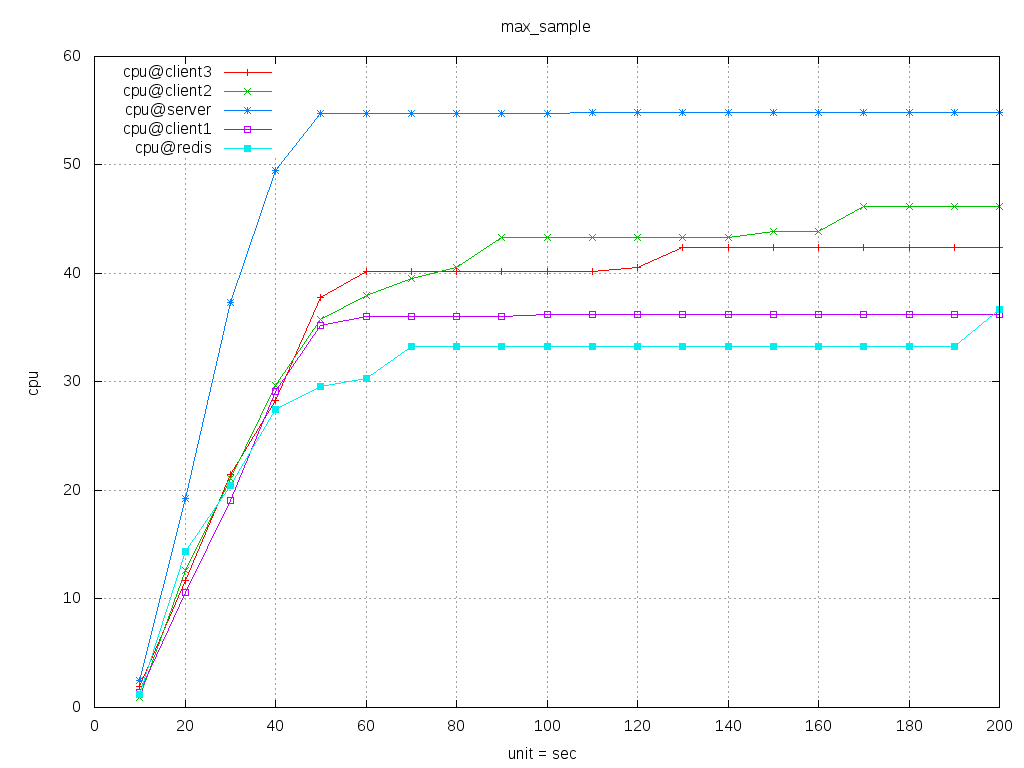 max_sample
60
50
40
30
20
10
0
cpu
cpu@client3
cpu@client2
cpu@server
cpu@client1
cpu@redis
0 20 40 60 80 100 120 140 160 180 200
unit = sec